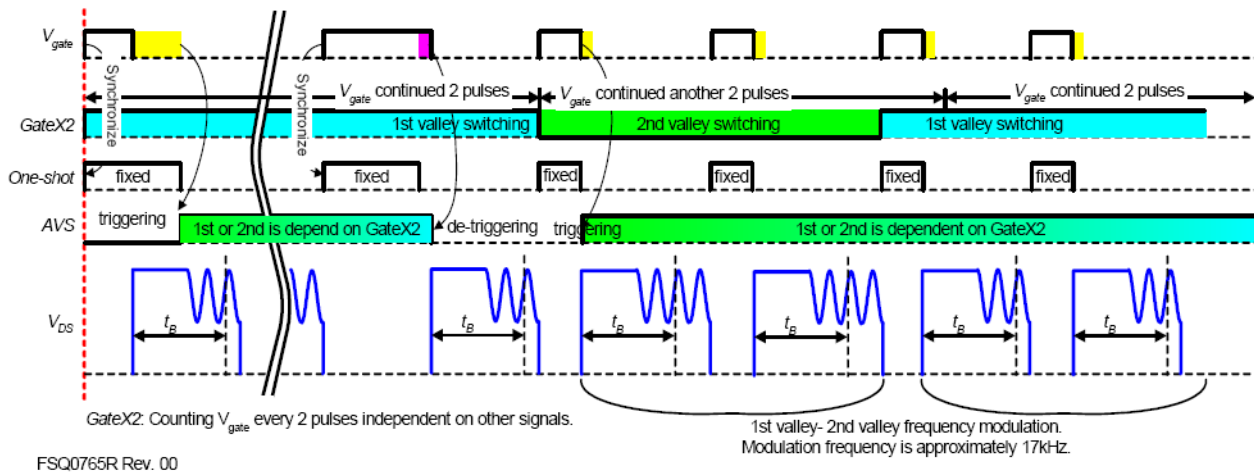 Vgate
Synchronize
Synchronize
Vgate continued 2 pulses
Vgate continued another 2 pulses
Vgate continued 2 pulses
GateX2
1st valley switching
2nd valley switching
1st valley switching
One-shot
fixed
fixed
fixed
fixed
fixed
fixed
AVS
triggering
1st or 2nd is depend on GateX2
de-triggering
triggering
1st or 2nd is dependent on GateX2
VDS
tB
tB
tB
tB
tB
tB
GateX2: Counting Vgate every 2 pulses independent on other signals.
1st valley- 2nd valley frequency modulation.
Modulation frequency is approximately 17kHz.
FSQ0765R Rev. 00